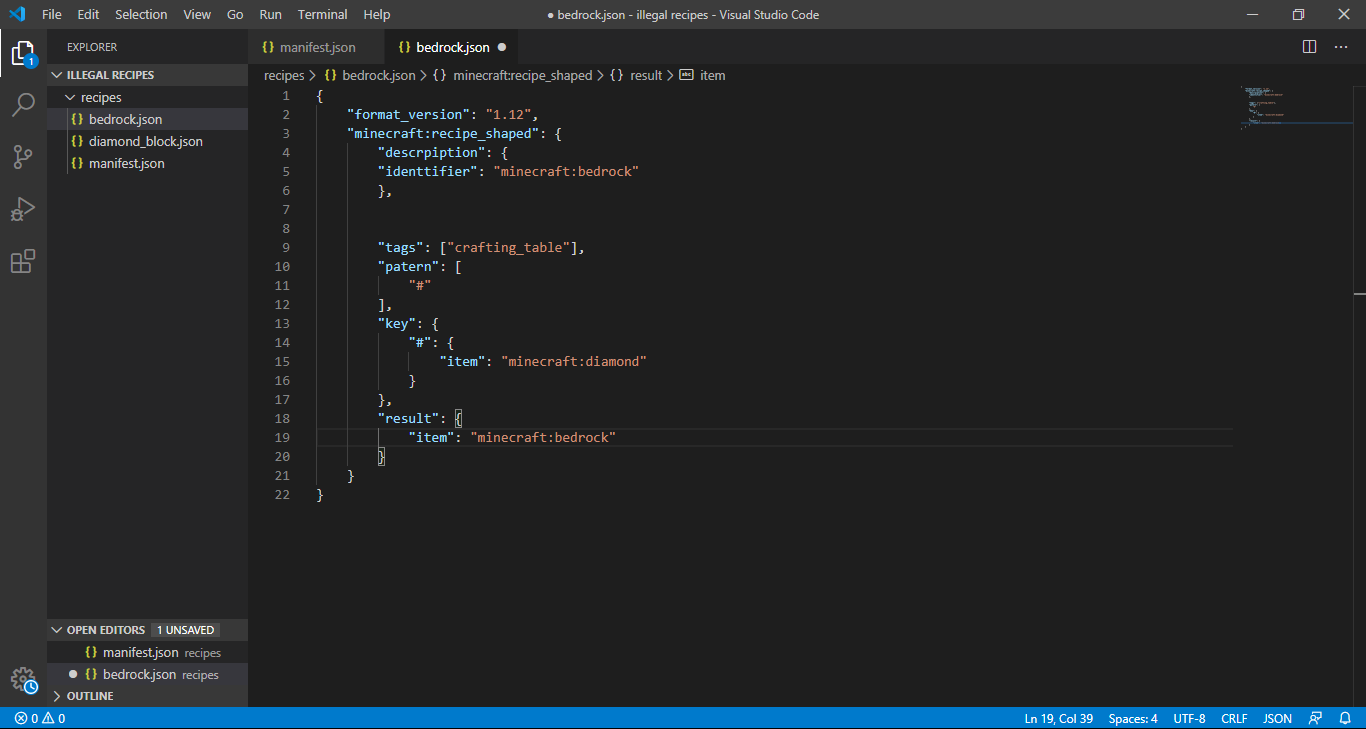 File Edit Selection View Go Run Terminal Help ● bedrock.json - illegal recipes - Visual Studio Code
EXPLORER
ILLEGAL RECIPES
recipes
{} bedrock.json
{} diamond_block.json
{} manifest.json
OPEN EDITORS 1 UNSAVED
{} manifest.json recipes
● {} bedrock.json recipes
OUTLINE
1
{} manifest.json {} bedrock.json ●
recipes > {} bedrock.json > {} minecraft:recipe_shaped > {} result > abc item
1 {
2 "format_version": "1.12",
3 "minecraft:recipe_shaped": {
4 "descrpiption": {
5 "identtifier": "minecraft:bedrock"
6 },
7
8
9 "tags": ["crafting_table"],
10 "patern": [
11 "#"
12 ],
13 "key": {
14 "#": {
15 "item": "minecraft:diamond"
16 }
17 },
18 "result": {
19 "item": "minecraft:bedrock"
20 }
21 }
22 }
0 0 Ln 19, Col 39 Spaces: 4 UTF-8 CRLF JSON